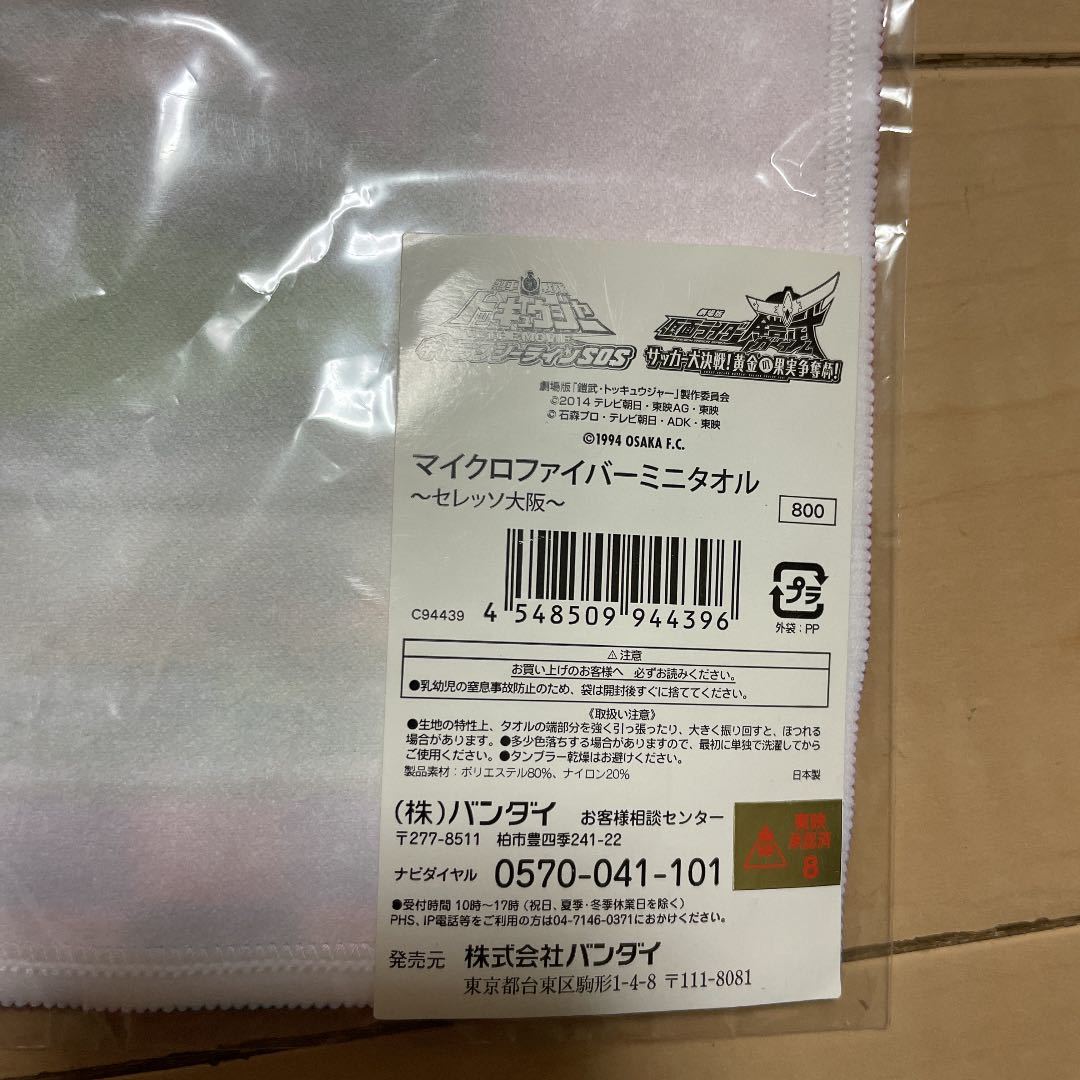 トッキュウジャー
THE MOVIE
ギャラクシーラインSOS
劇場版
仮面ライダー鎧武
サッカー大決戦!黄金の果実争奪杯!
劇場版「鎧武・トッキュウジャー」製作委員会
©2014 テレビ朝日・東映AG・東映
© 石森プロ・テレビ朝日・ADK・東映
©1994 OSAKA F.C.
マイクロファイバーミニタオル
～セレッソ大阪～
800
C94439
4 548509 944396
プラ
外袋:PP
⚠注意
お買い上げのお客様へ 必ずお読みください。
●乳幼児の窒息事故防止のため、袋は開封後すぐに捨ててください。
《取扱い注意》
●生地の特性上、タオルの端部分を強く引っ張ったり、大きく振り回すと、ほつれる
場合があります。●多少色落ちする場合がありますので、最初に単独で洗濯してから
ご使用ください。●タンブラー乾燥はお避けください。
製品素材:ポリエステル80%、ナイロン20%
日本製
(株)バンダイ お客様相談センター
〒277-8511 柏市豊四季241-22
ナビダイヤル 0570-041-101
●受付時間 10時～17時(祝日、夏季・冬季休業日を除く)
PHS、IP電話等をご利用の方は04-7146-0371におかけください。
東映
承認済
8
発売元 株式会社バンダイ
東京都台東区駒形1-4-8 〒111-8081